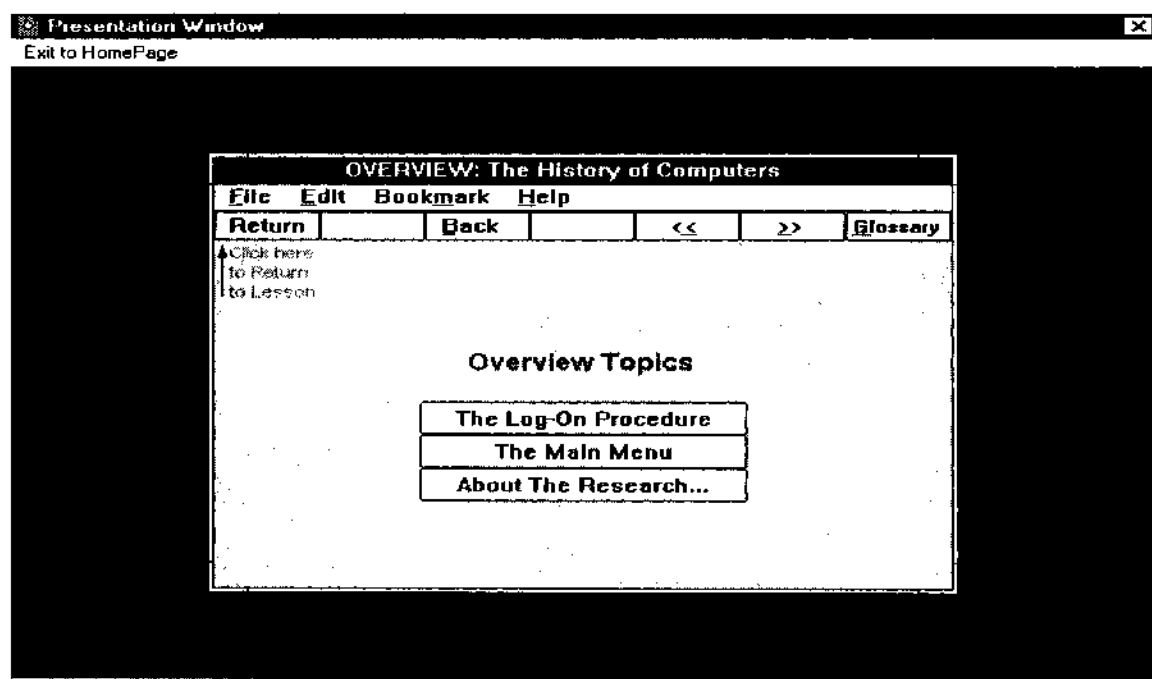 Presentation Window
Exit to HomePage
OVERVIEW: The History of Computers
File Edit Bookmark Help
Return Back << >> Glossary
Click here
to Return
to Lesson
Overview Topics
The Log-On Procedure
The Main Menu
About The Research...